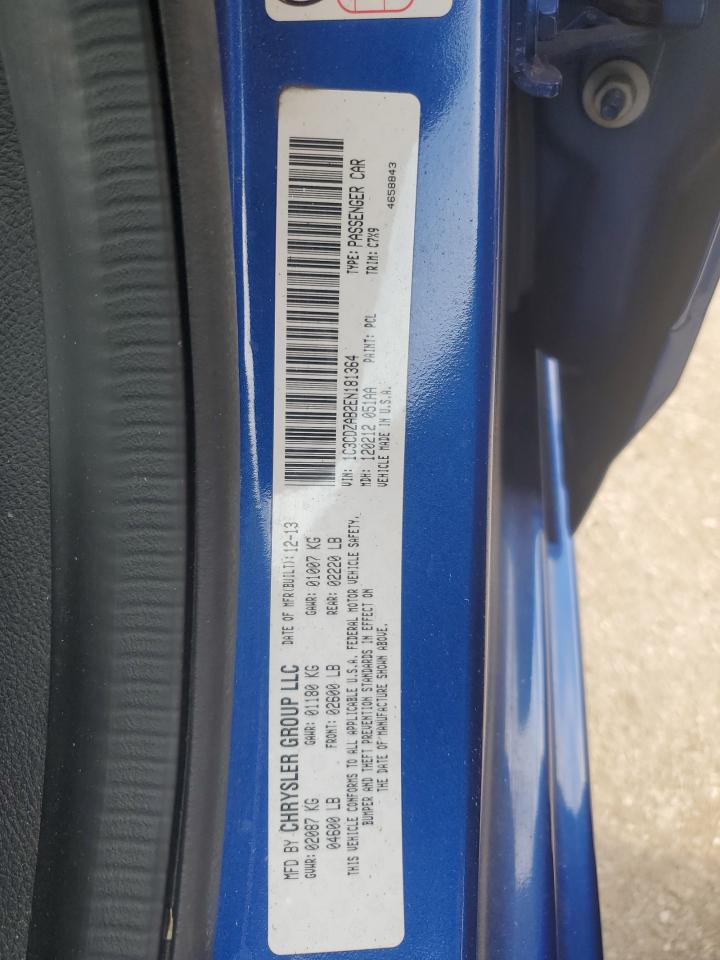 MFD BY CHRYSLER GROUP LLC DATE OF MFR(BUILT): 12-13
GVWR: 02087 KG GAWR: 01180 KG GAWR: 01007 KG
04600 LB FRONT: 02600 LB REAR: 02220 LB
THIS VEHICLE CONFORMS TO ALL APPLICABLE U.S.A. FEDERAL MOTOR VEHICLE SAFETY,
BUMPER AND THEFT PREVENTION STANDARDS IN EFFECT ON
THE DATE OF MANUFACTURE SHOWN ABOVE.
VIN: 1C3CDZAB2EN181364 TYPE: PASSENGER CAR
MDH: 120212 051AA PAINT: PCL TRIM: C7X9
VEHICLE MADE IN U.S.A. 4658843